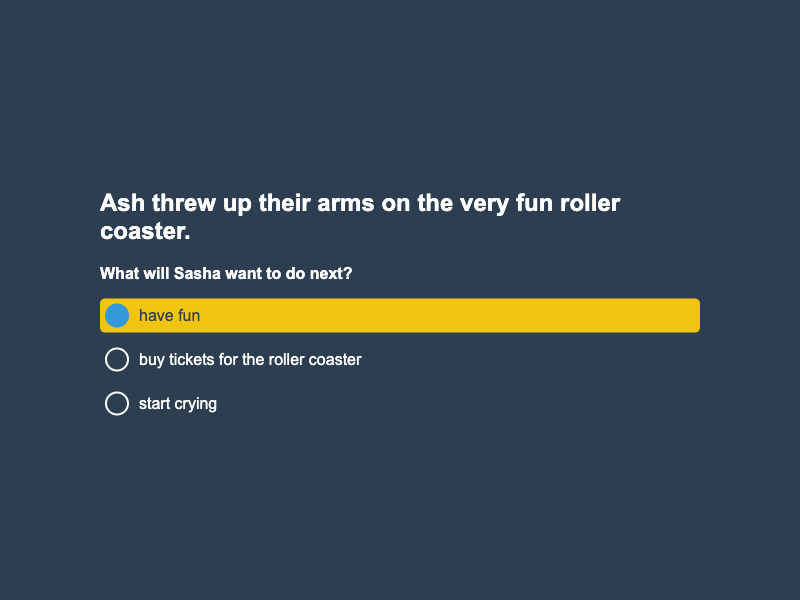 Ash threw up their arms on the very fun roller
coaster.
What will Sasha want to do next?
have fun
buy tickets for the roller coaster
start crying